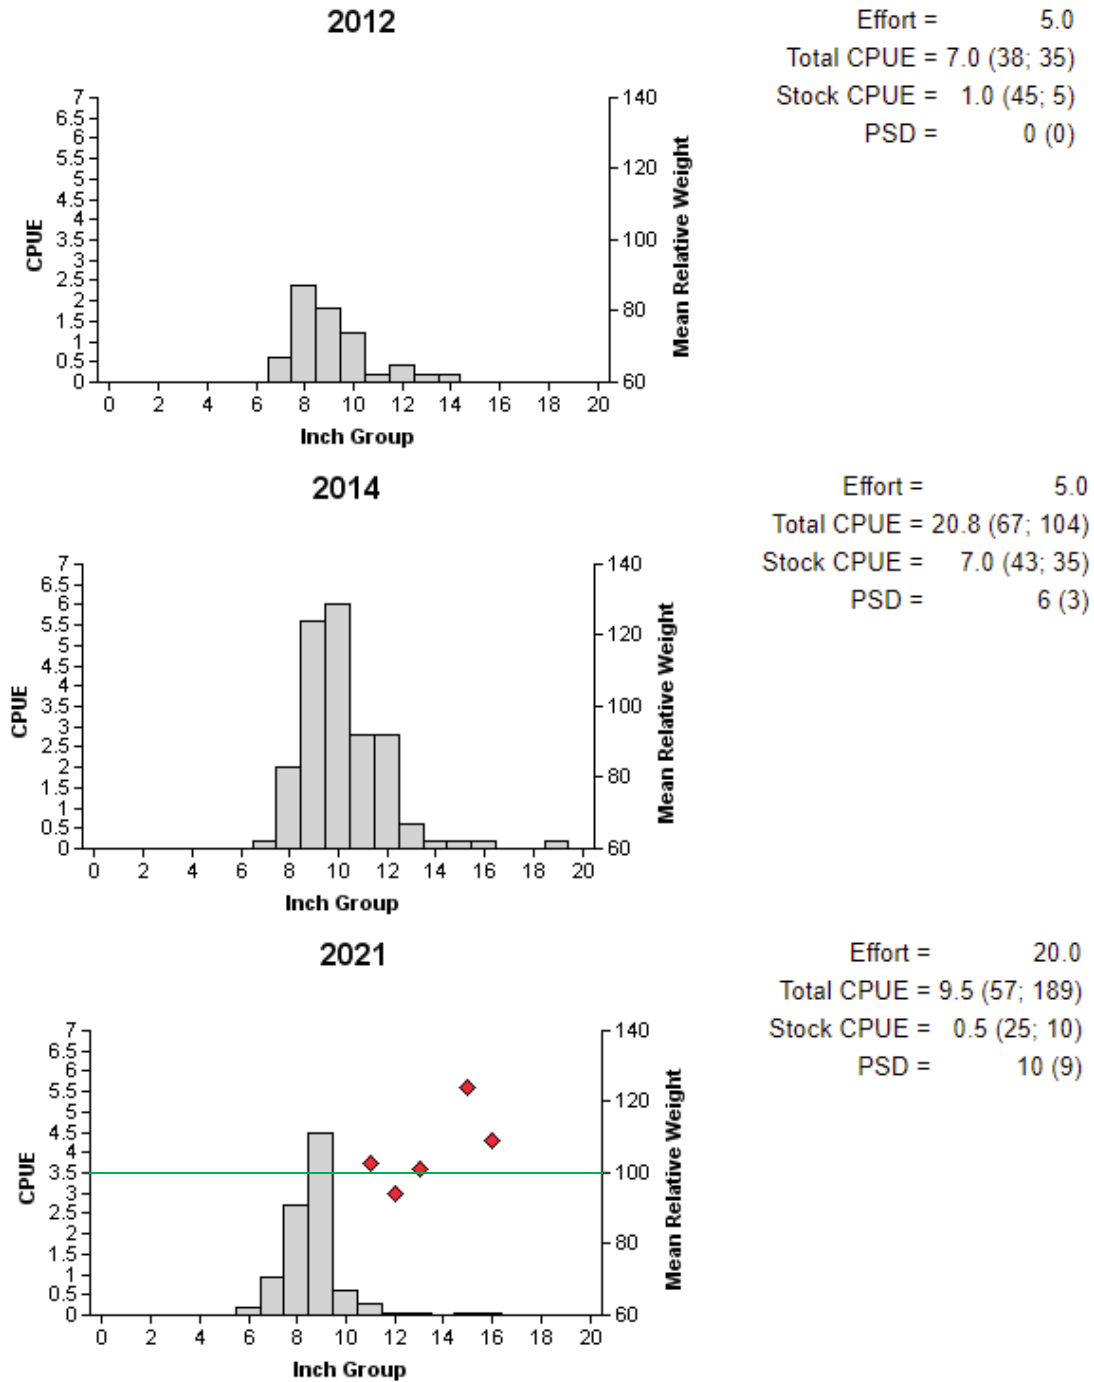 2012
Effort = 5.0
Total CPUE = 7.0 (38; 35)
Stock CPUE = 1.0 (45; 5)
PSD = 0 (0)
CPUE
7
6.5
6
5.5
5
4.5
4
3.5
3
2.5
2
1.5
1
0.5
0
140
120
100
80
60
Mean Relative Weight
0 2 4 6 8 10 12 14 16 18 20
Inch Group
2014
Effort = 5.0
Total CPUE = 20.8 (67; 104)
Stock CPUE = 7.0 (43; 35)
PSD = 6 (3)
CPUE
7
6.5
6
5.5
5
4.5
4
3.5
3
2.5
2
1.5
1
0.5
0
140
120
100
80
60
Mean Relative Weight
0 2 4 6 8 10 12 14 16 18 20
Inch Group
2021
Effort = 20.0
Total CPUE = 9.5 (57; 189)
Stock CPUE = 0.5 (25; 10)
PSD = 10 (9)
CPUE
7
6.5
6
5.5
5
4.5
4
3.5
3
2.5
2
1.5
1
0.5
0
140
120
100
80
60
Mean Relative Weight
0 2 4 6 8 10 12 14 16 18 20
Inch Group